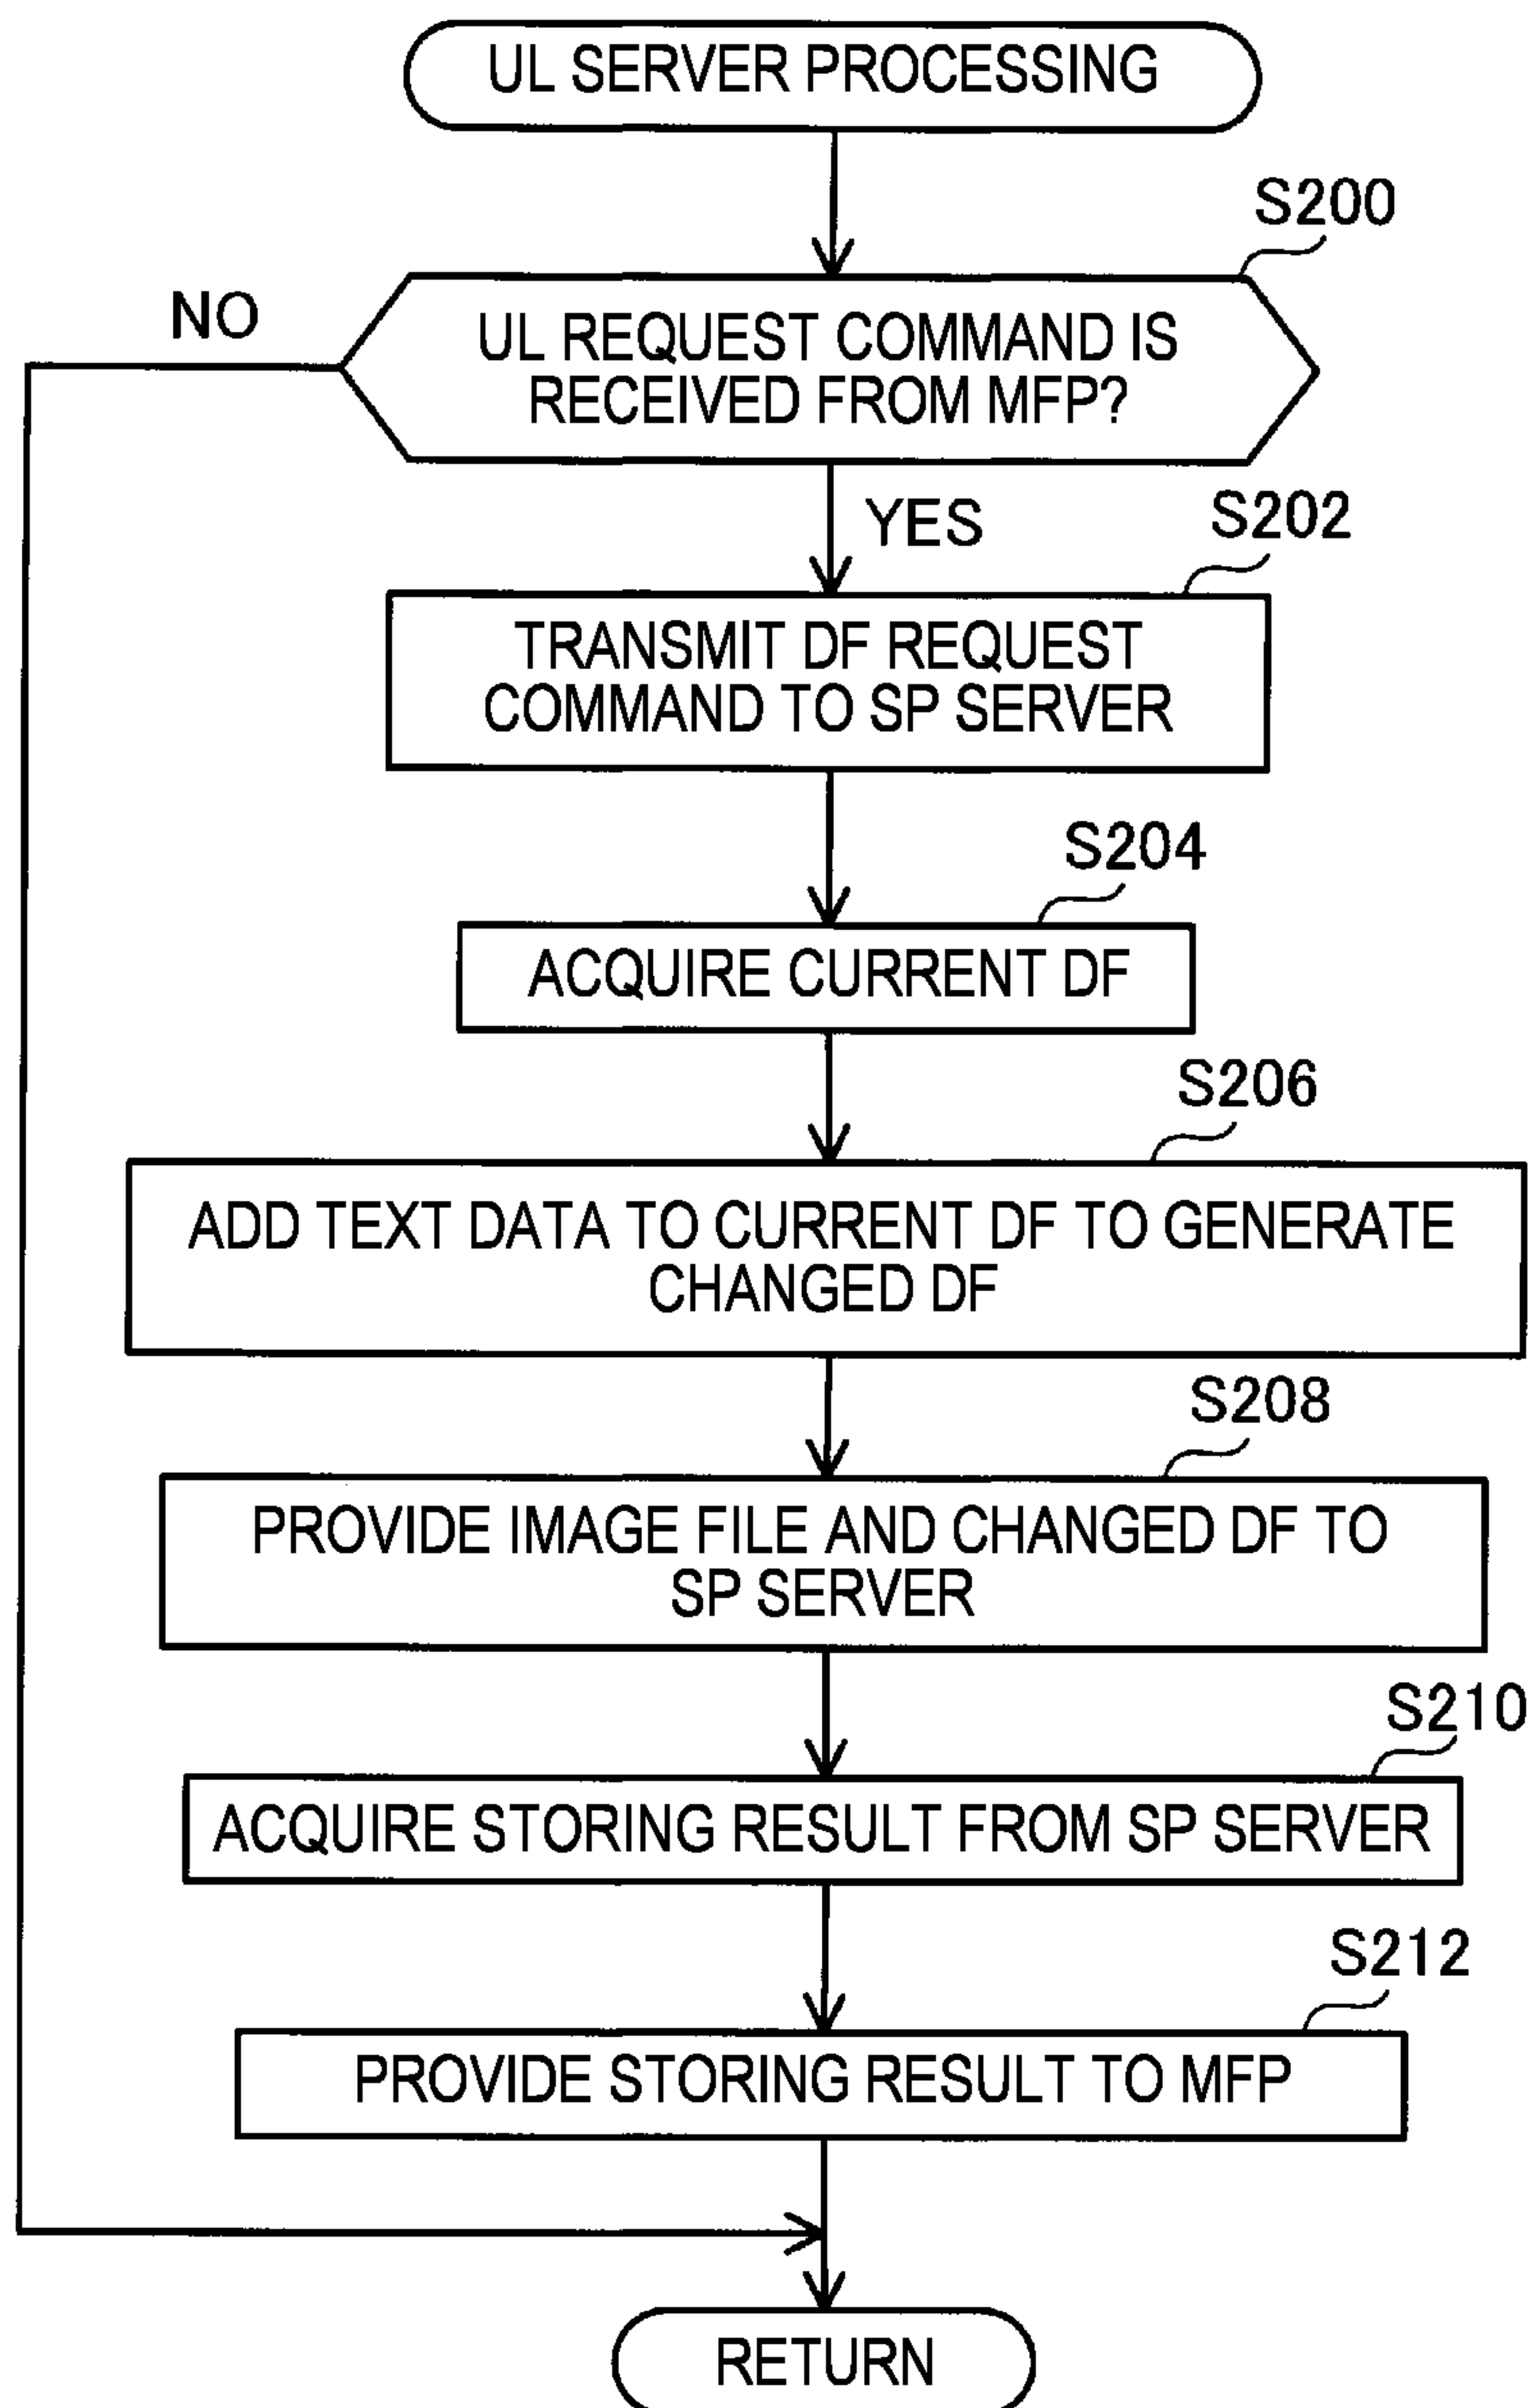 UL SERVER PROCESSING
S200
NO
UL REQUEST COMMAND IS
RECEIVED FROM MFP?
YES
S202
TRANSMIT DF REQUEST
COMMAND TO SP SERVER
S204
ACQUIRE CURRENT DF
S206
ADD TEXT DATA TO CURRENT DF TO GENERATE
CHANGED DF
S208
PROVIDE IMAGE FILE AND CHANGED DF TO
SP SERVER
S210
ACQUIRE STORING RESULT FROM SP SERVER
S212
PROVIDE STORING RESULT TO MFP
RETURN